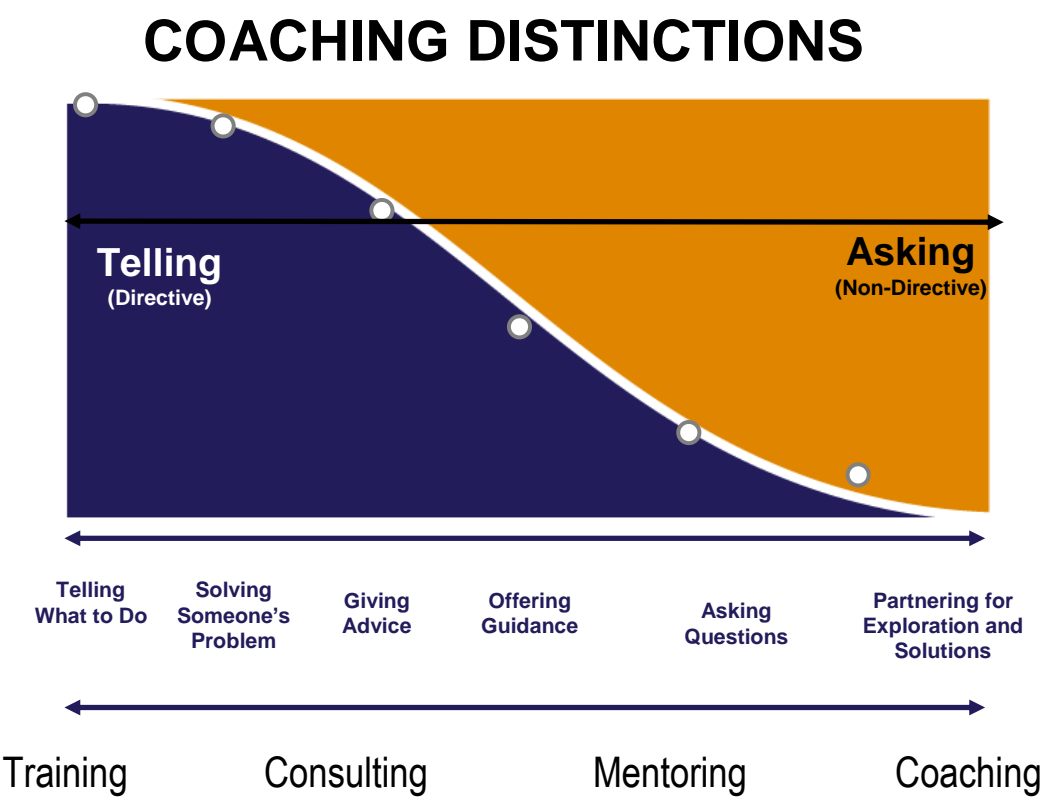 COACHING DISTINCTIONS
Telling
(Directive)
Asking
(Non-Directive)
Telling
What to Do
Solving
Someone's
Problem
Giving
Advice
Offering
Guidance
Asking
Questions
Partnering for
Exploration and
Solutions
Training
Consulting
Mentoring
Coaching